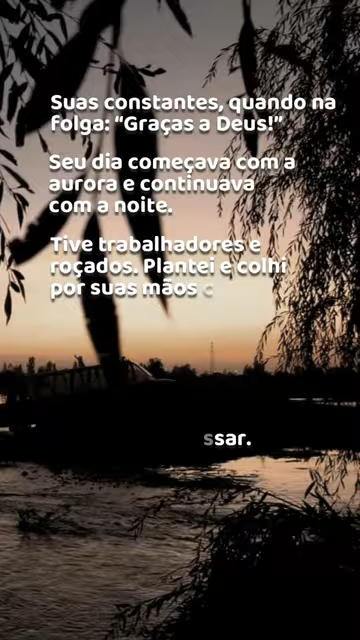 Suas constantes, quando na
folga: “Graças a Deus!”
Seu dia começava com a
aurora e continuava
com a noite.
Tive trabalhadores e
roçados. Plantei e colhi
por suas mãos c
ssar.